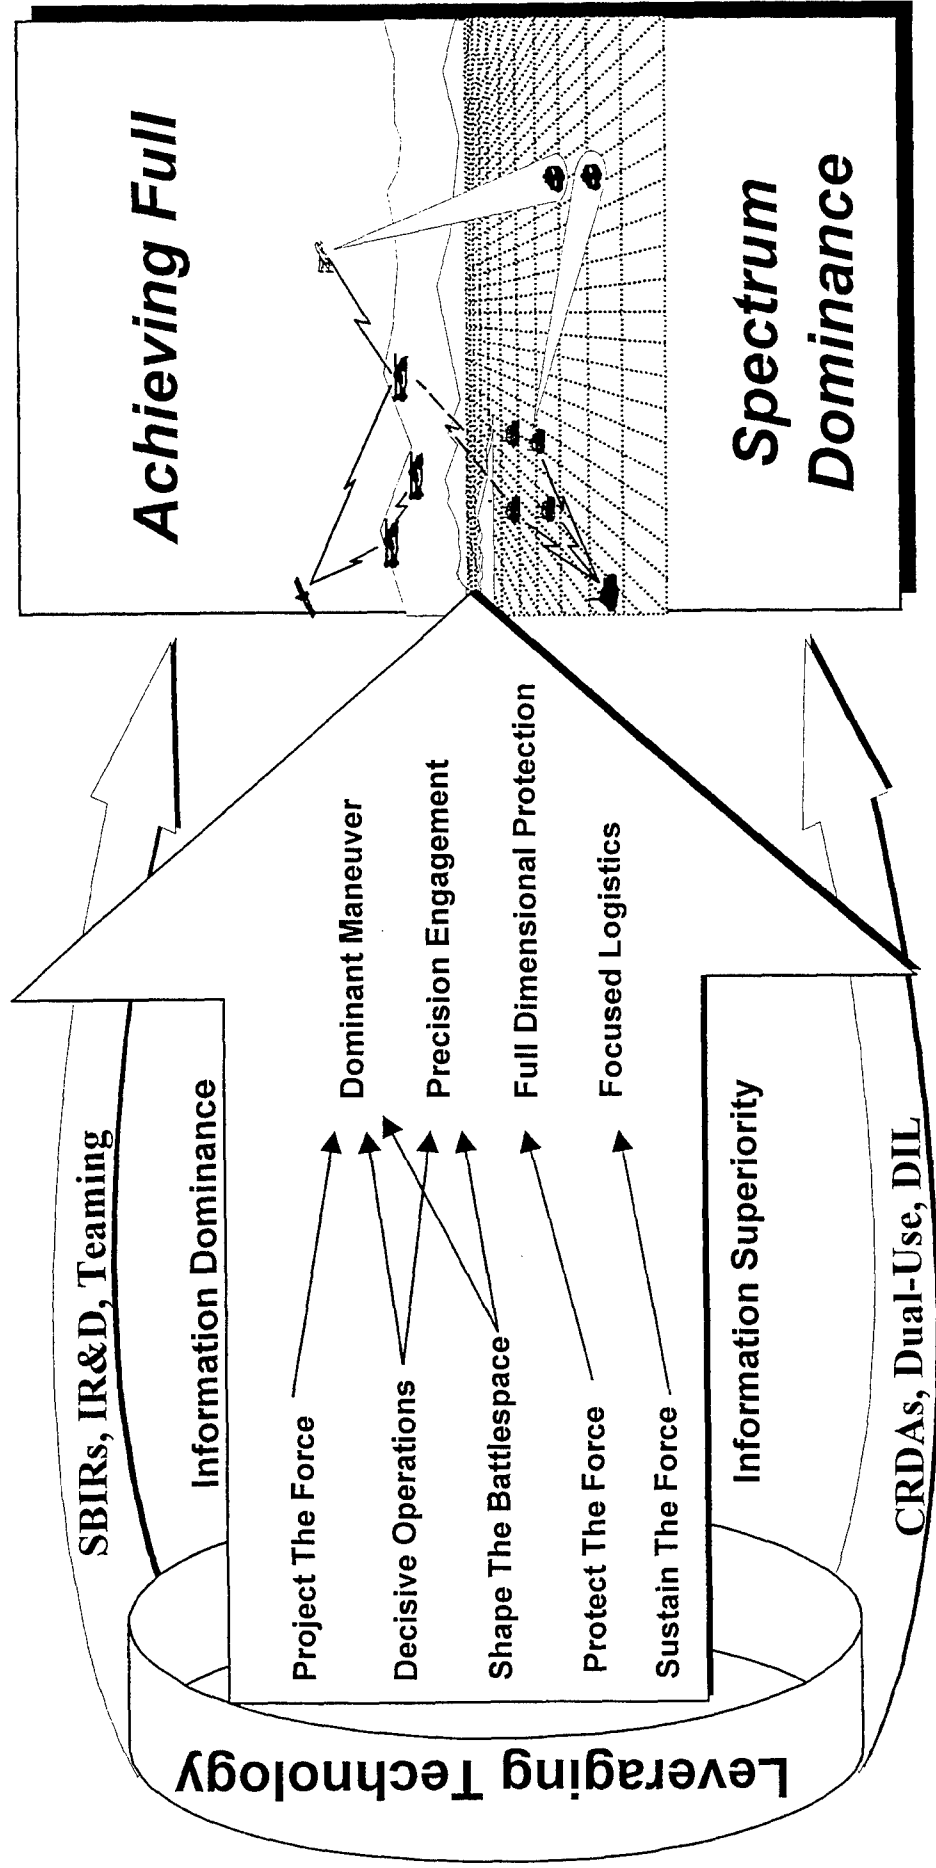 Leveraging Technology
SBIRs, IR&D, Teaming
Information Dominance
Project The Force
Decisive Operations
Shape The Battlespace
Protect The Force
Sustain The Force
Dominant Maneuver
Precision Engagement
Full Dimensional Protection
Focused Logistics
Information Superiority
CRDAs, Dual-Use, DIL
Achieving Full
Spectrum
Dominance